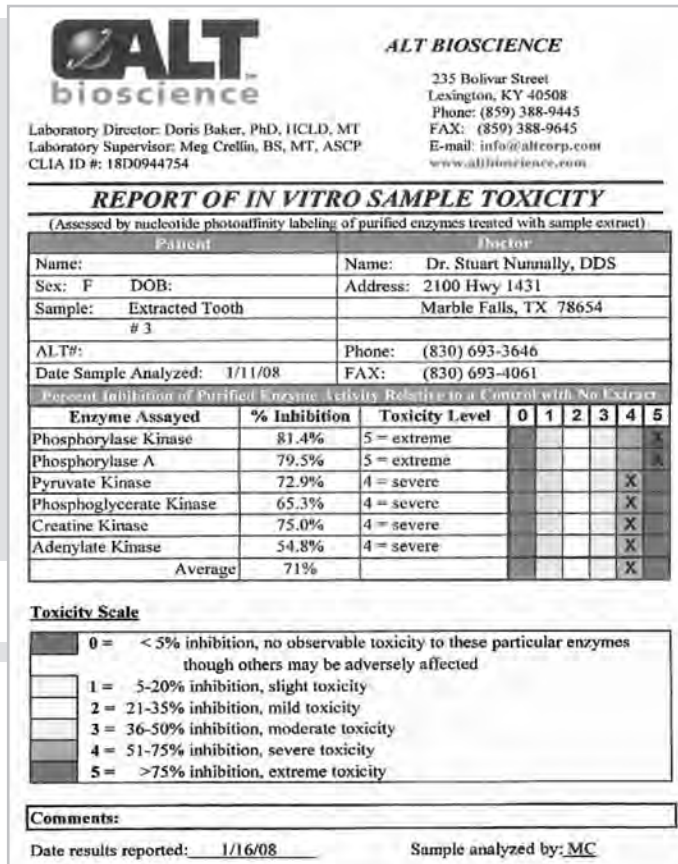 ALT
bioscience
™
ALT BIOSCIENCE
235 Bolivar Street
Lexington, KY 40508
Phone: (859) 388-9445
FAX: (859) 388-9645
E-mail: info@altcorp.com
www.altbioscience.com
Laboratory Director: Doris Baker, PhD, HCLD, MT
Laboratory Supervisor: Meg Crellin, BS, MT, ASCP
CLIA ID #: 18D0944754
REPORT OF IN VITRO SAMPLE TOXICITY
(Assessed by nucleotide photoaffinity labeling of purified enzymes treated with sample extract)
Patient Doctor
Name: Name: Dr. Stuart Nunnally, DDS
Sex: F DOB: Address: 2100 Hwy 1431
Sample: Extracted Tooth Marble Falls, TX 78654
# 3
ALT#: Phone: (830) 693-3646
Date Sample Analyzed: 1/11/08 FAX: (830) 693-4061
Percent Inhibition of Purified Enzyme Activity Relative to a Control with No Extract
Enzyme Assayed % Inhibition Toxicity Level 0 1 2 3 4 5
Phosphorylase Kinase 81.4% 5 = extreme X
Phosphorylase A 79.5% 5 = extreme X
Pyruvate Kinase 72.9% 4 = severe X
Phosphoglycerate Kinase 65.3% 4 = severe X
Creatine Kinase 75.0% 4 = severe X
Adenylate Kinase 54.8% 4 = severe X
Average 71% X
Toxicity Scale
0 = < 5% inhibition, no observable toxicity to these particular enzymes
though others may be adversely affected
1 = 5-20% inhibition, slight toxicity
2 = 21-35% inhibition, mild toxicity
3 = 36-50% inhibition, moderate toxicity
4 = 51-75% inhibition, severe toxicity
5 = >75% inhibition, extreme toxicity
Comments:
Date results reported: 1/16/08 Sample analyzed by: MC